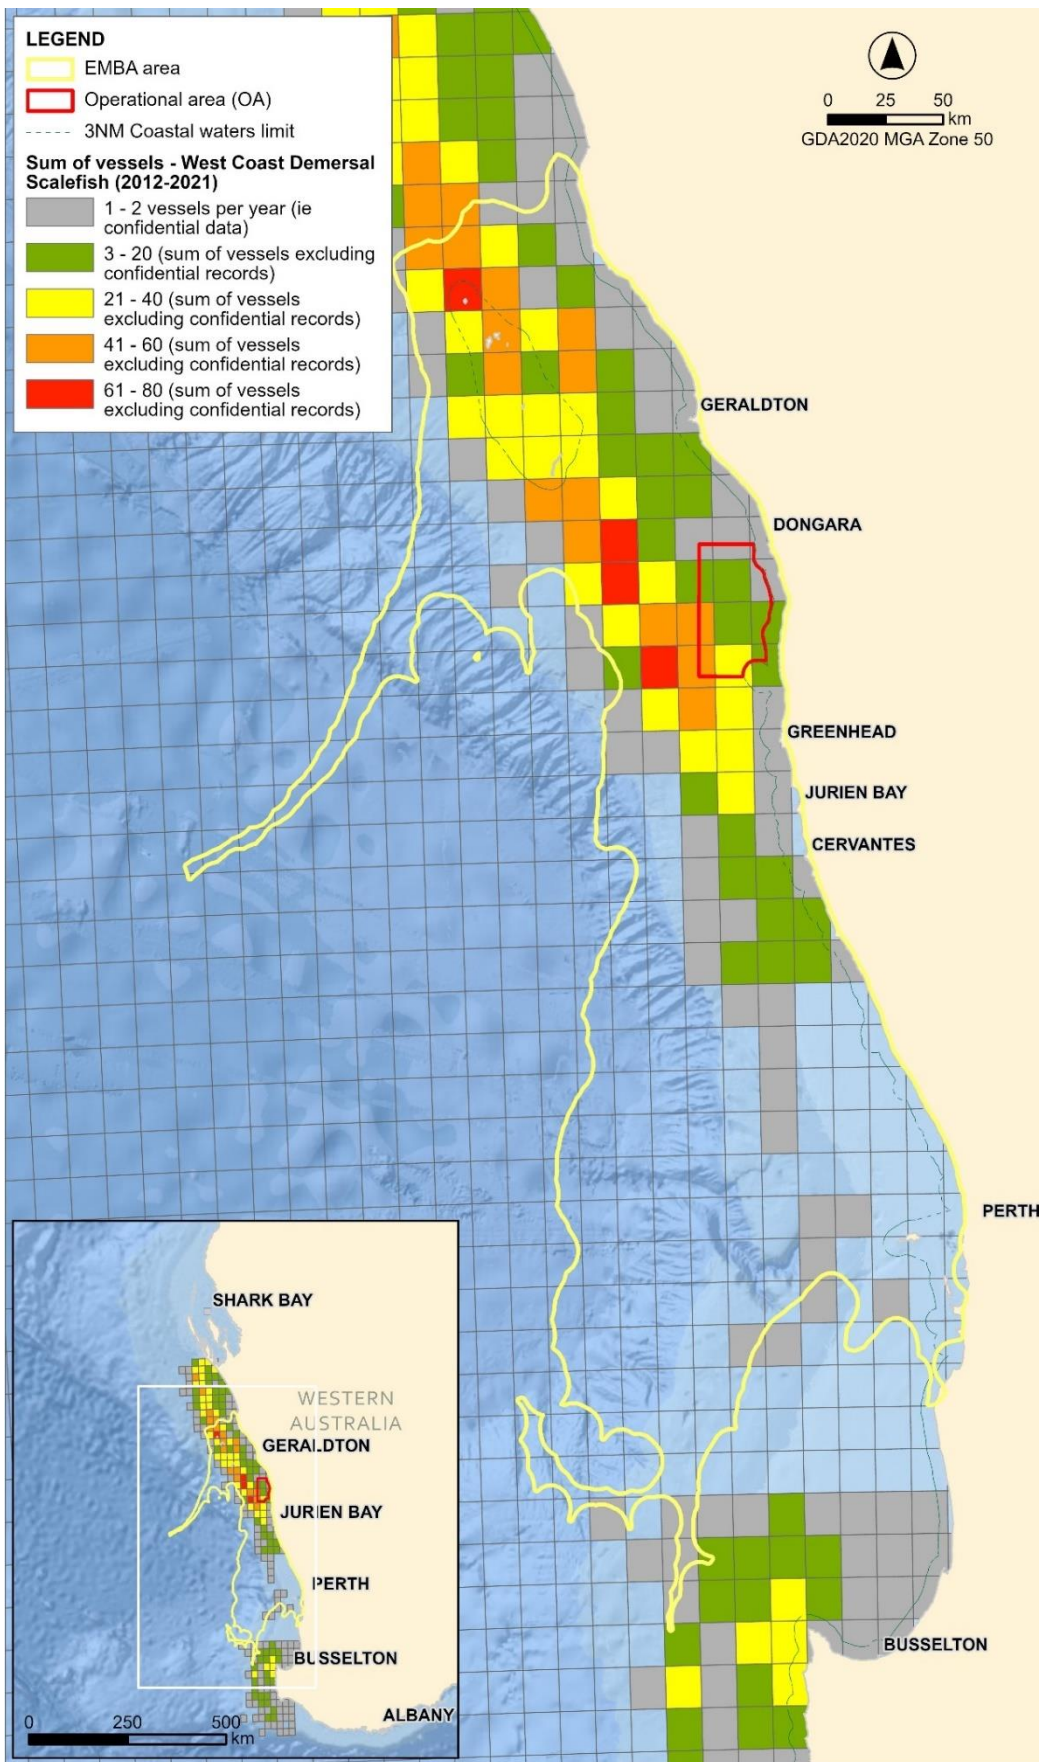 LEGEND
EMBA area
Operational area (OA)
3NM Coastal waters limit
Sum of vessels - West Coast Demersal
Scalefish (2012-2021)
1 - 2 vessels per year (ie
confidential data)
3 - 20 (sum of vessels excluding
confidential records)
21 - 40 (sum of vessels
excluding confidential records)
41 - 60 (sum of vessels
excluding confidential records)
61 - 80 (sum of vessels
excluding confidential records)
0 25 50
km
GDA2020 MGA Zone 50
GERALDTON
DONGARA
GREENHEAD
JURIEN BAY
CERVANTES
PERTH
BUSSELTON
SHARK BAY
WESTERN
AUSTRALIA
GERALDTON
JURIEN BAY
PERTH
BUSSELTON
ALBANY
0 250 500
km